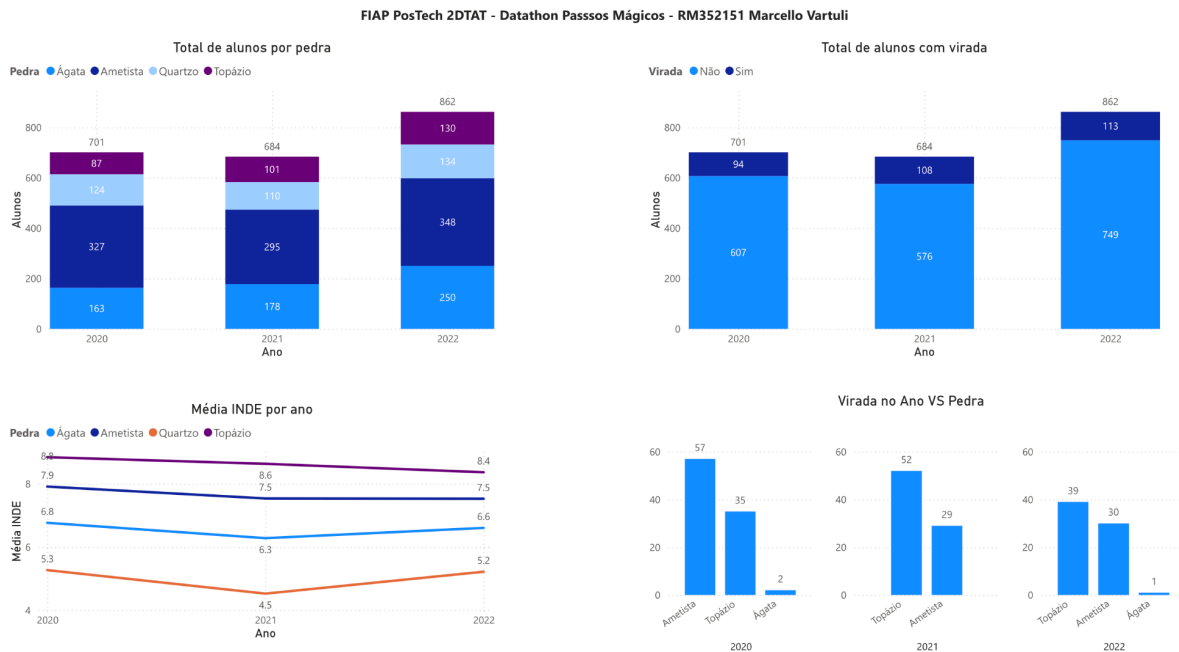 FIAP PosTech 2DTAT - Datathon Passsos Mágicos - RM352151 Marcello Vartuli
Total de alunos por pedra
Pedra Ágata Ametista Quartzo Topázio
Alunos
800
600
400
200
0
701
87
124
327
163
684
101
110
295
178
862
130
134
348
250
2020 2021 2022
Ano
Total de alunos com virada
Virada Não Sim
Alunos
800
600
400
200
0
701
94
607
684
108
576
862
113
749
2020 2021 2022
Ano
Média INDE por ano
Pedra Ágata Ametista Quartzo Topázio
Média INDE
8
6
4
8.8 8.6 8.4
7.9 7.5 7.5
6.8 6.3 6.6
5.3 4.5 5.2
2020 2021 2022
Ano
Virada no Ano VS Pedra
60
40
20
0
57 35 2
Ametista Topázio Ágata
2020
60
40
20
0
52 29
Topázio Ametista
2021
60
40
20
0
39 30 1
Topázio Ametista Ágata
2022